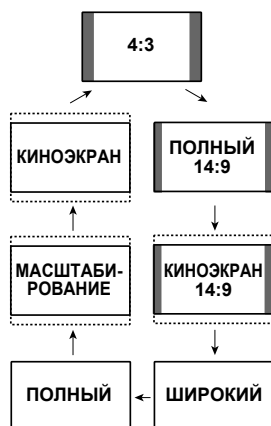 4:3
КИНОЭКРАН
ПОЛНЫЙ
14:9
МАСШТАБИ-
РОВАНИЕ
КИНОЭКРАН
14:9
ПОЛНЫЙ
ШИРОКИЙ